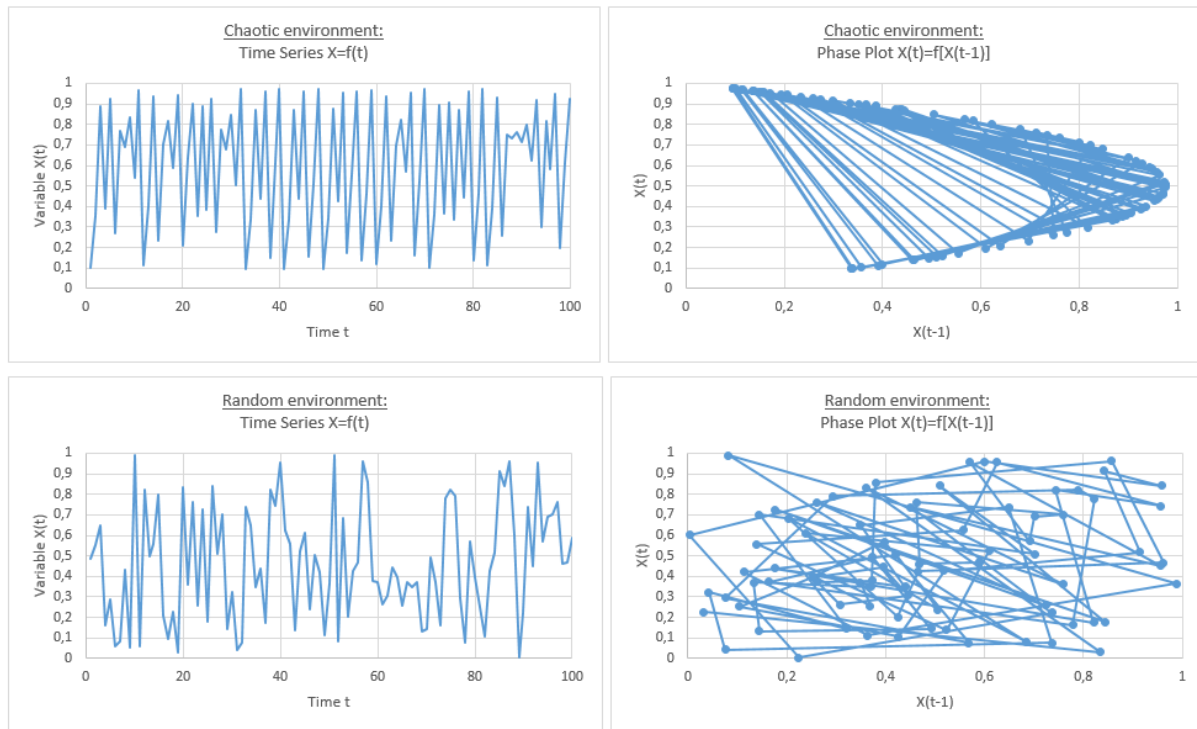 Chaotic environment:
Time Series X=f(t)
Variable X(t)
1
0,9
0,8
0,7
0,6
0,5
0,4
0,3
0,2
0,1
0
0 20 40 60 80 100
Time t
Chaotic environment:
Phase Plot X(t)=f[X(t-1)]
X(t)
1
0,9
0,8
0,7
0,6
0,5
0,4
0,3
0,2
0,1
0
0 0,2 0,4 0,6 0,8 1
X(t-1)
Random environment:
Time Series X=f(t)
Variable X(t)
1
0,9
0,8
0,7
0,6
0,5
0,4
0,3
0,2
0,1
0
0 20 40 60 80 100
Time t
Random environment:
Phase Plot X(t)=f[X(t-1)]
X(t)
1
0,9
0,8
0,7
0,6
0,5
0,4
0,3
0,2
0,1
0
0 0,2 0,4 0,6 0,8 1
X(t-1)